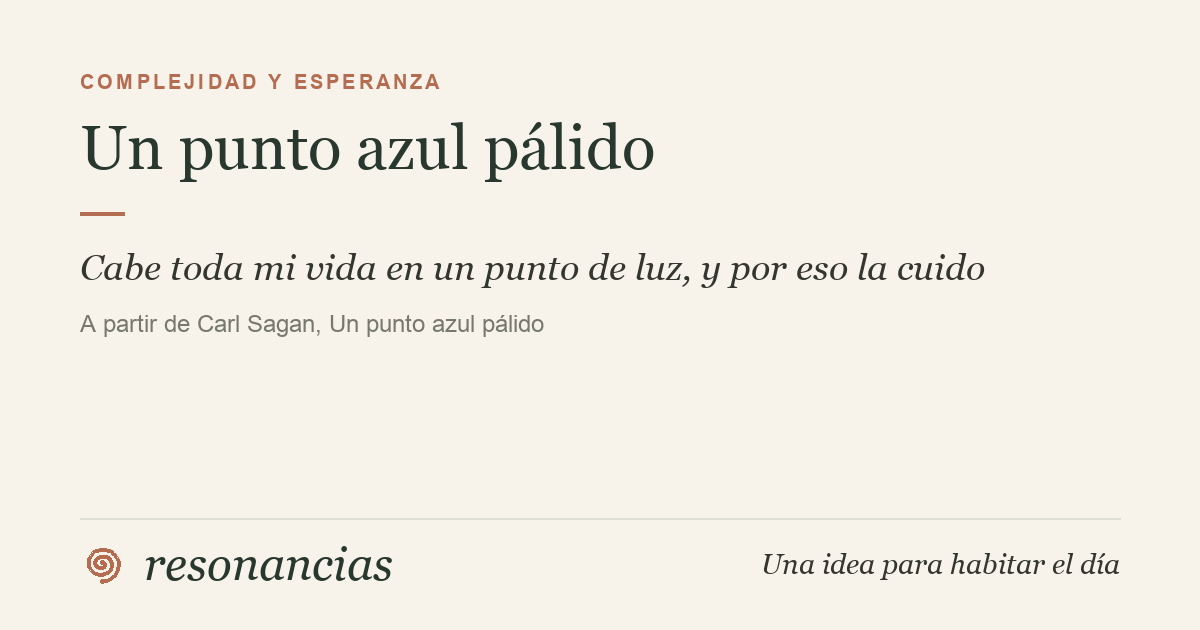 COMPLEJIDAD Y ESPERANZA
Un punto azul pálido
Cabe toda mi vida en un punto de luz, y por eso la cuido
A partir de Carl Sagan, Un punto azul pálido
resonancias
Una idea para habitar el día